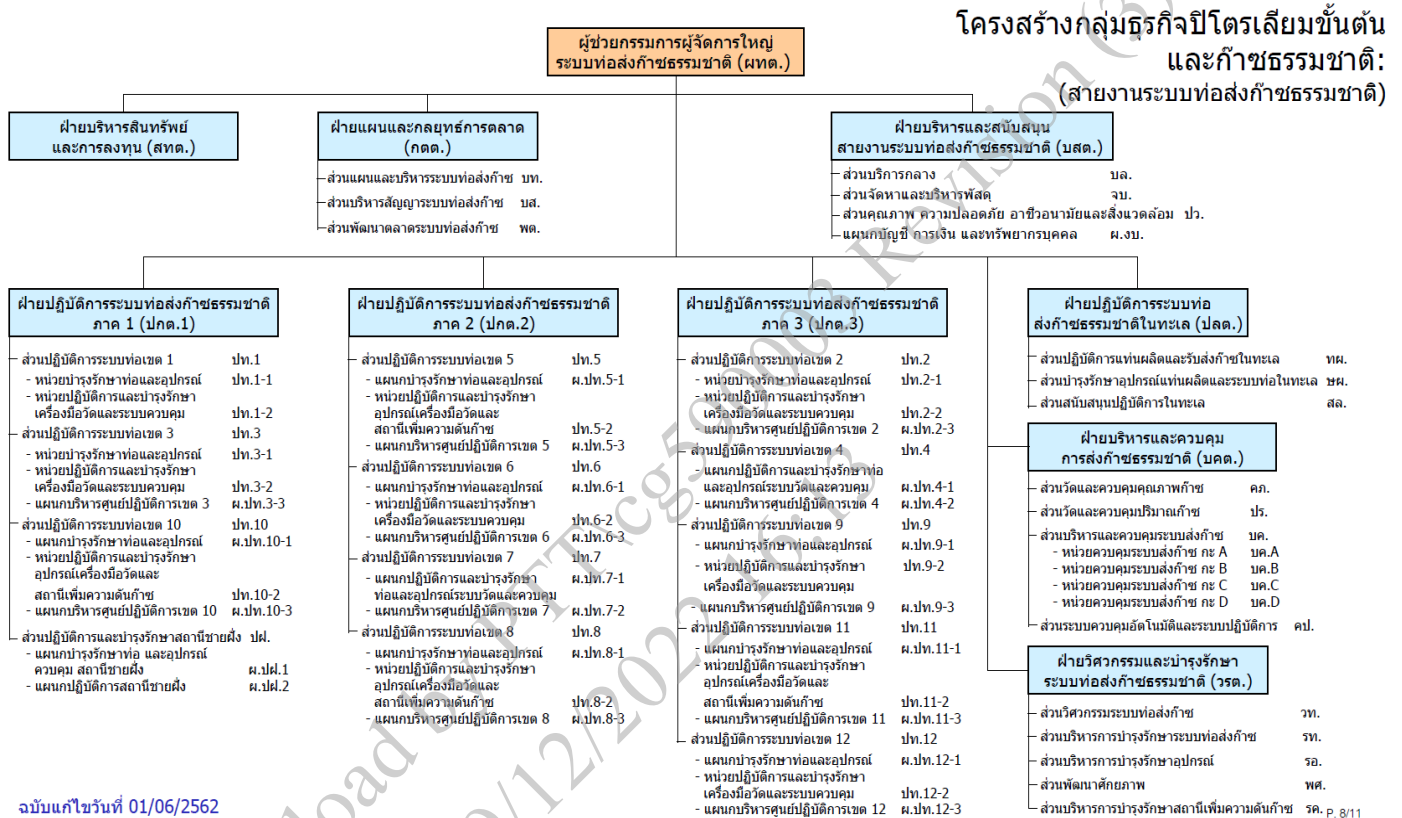 โครงสร้างกลุ่มธุรกิจปิโตรเลียมขั้นต้น
และก๊าซธรรมชาติ:
(สายงานระบบท่อส่งก๊าซธรรมชาติ)
ผู้ช่วยกรรมการผู้จัดการใหญ่
ระบบท่อส่งก๊าซธรรมชาติ (ผทต.)
ฝ่ายบริหารสินทรัพย์
และการลงทุน (สทต.)
ฝ่ายแผนและกลยุทธ์การตลาด
(กตต.)
ส่วนแผนและบริหารระบบท่อส่งก๊าซ บท.
ส่วนบริหารสัญญาระบบท่อส่งก๊าซ บส.
ส่วนพัฒนาตลาดระบบท่อส่งก๊าซ พต.
ฝ่ายบริหารและสนับสนุน
สายงานระบบท่อส่งก๊าซธรรมชาติ (บสต.)
ส่วนบริการกลาง บล.
ส่วนจัดหาและบริหารพัสดุ จบ.
ส่วนคุณภาพ ความปลอดภัย อาชีวอนามัยและสิ่งแวดล้อม ปว.
แผนกบัญชี การเงิน และทรัพยากรบุคคล ผ.งบ.
ฝ่ายปฏิบัติการระบบท่อส่งก๊าซธรรมชาติ
ภาค 1 (ปกต.1)
ส่วนปฏิบัติการระบบท่อเขต 1 ปท.1
- หน่วยบำรุงรักษาท่อและอุปกรณ์ ปท.1-1
- หน่วยปฏิบัติการและบำรุงรักษา
เครื่องมือวัดและระบบควบคุม ปท.1-2
ส่วนปฏิบัติการระบบท่อเขต 3 ปท.3
- หน่วยบำรุงรักษาท่อและอุปกรณ์ ปท.3-1
- หน่วยปฏิบัติการและบำรุงรักษา
เครื่องมือวัดและระบบควบคุม ปท.3-2
- แผนกบริหารศูนย์ปฏิบัติการเขต 3 ผ.ปท.3-3
ส่วนปฏิบัติการระบบท่อเขต 10 ปท.10
- แผนกบำรุงรักษาท่อและอุปกรณ์ ผ.ปท.10-1
- หน่วยปฏิบัติการและบำรุงรักษา
อุปกรณ์เครื่องมือวัดและ
สถานีเพิ่มความดันก๊าซ ปท.10-2
- แผนกบริหารศูนย์ปฏิบัติการเขต 10 ผ.ปท.10-3
ส่วนปฏิบัติการและบำรุงรักษาสถานีชายฝั่ง ปฝ.
- แผนกบำรุงรักษาท่อ และอุปกรณ์
ควบคุม สถานีชายฝั่ง ผ.ปฝ.1
- แผนกปฏิบัติการสถานีชายฝั่ง ผ.ปฝ.2
ฝ่ายปฏิบัติการระบบท่อส่งก๊าซธรรมชาติ
ภาค 2 (ปกต.2)
ส่วนปฏิบัติการระบบท่อเขต 5 ปท.5
- แผนกบำรุงรักษาท่อและอุปกรณ์ ผ.ปท.5-1
- หน่วยปฏิบัติการและบำรุงรักษา
อุปกรณ์เครื่องมือวัดและ
สถานีเพิ่มความดันก๊าซ ปท.5-2
- แผนกบริหารศูนย์ปฏิบัติการเขต 5 ผ.ปท.5-3
ส่วนปฏิบัติการระบบท่อเขต 6 ปท.6
- แผนกบำรุงรักษาท่อและอุปกรณ์ ผ.ปท.6-1
- หน่วยปฏิบัติการและบำรุงรักษา
เครื่องมือวัดและระบบควบคุม ปท.6-2
- แผนกบริหารศูนย์ปฏิบัติการเขต 6 ผ.ปท.6-3
ส่วนปฏิบัติการระบบท่อเขต 7 ปท.7
- แผนกปฏิบัติการและบำรุงรักษา ผ.ปท.7-1
ท่อและอุปกรณ์ระบบวัดและควบคุม
- แผนกบริหารศูนย์ปฏิบัติการเขต 7 ผ.ปท.7-2
ส่วนปฏิบัติการระบบท่อเขต 8 ปท.8
- แผนกบำรุงรักษาท่อและอุปกรณ์ ผ.ปท.8-1
- หน่วยปฏิบัติการและบำรุงรักษา
อุปกรณ์เครื่องมือวัดและ
สถานีเพิ่มความดันก๊าซ ปท.8-2
- แผนกบริหารศูนย์ปฏิบัติการเขต 8 ผ.ปท.8-3
ฝ่ายปฏิบัติการระบบท่อส่งก๊าซธรรมชาติ
ภาค 3 (ปกต.3)
ส่วนปฏิบัติการระบบท่อเขต 2 ปท.2
- หน่วยบำรุงรักษาท่อและอุปกรณ์ ปท.2-1
- หน่วยปฏิบัติการและบำรุงรักษา
เครื่องมือวัดและระบบควบคุม ปท.2-2
- แผนกบริหารศูนย์ปฏิบัติการเขต 2 ผ.ปท.2-3
ส่วนปฏิบัติการระบบท่อเขต 4 ปท.4
- แผนกปฏิบัติการและบำรุงรักษาท่อ
และอุปกรณ์ระบบวัดและควบคุม ผ.ปท.4-1
- แผนกบริหารศูนย์ปฏิบัติการเขต 4 ผ.ปท.4-2
ส่วนปฏิบัติการระบบท่อเขต 9 ปท.9
- แผนกบำรุงรักษาท่อและอุปกรณ์ ผ.ปท.9-1
- หน่วยปฏิบัติการและบำรุงรักษา ปท.9-2
เครื่องมือวัดและระบบควบคุม
- แผนกบริหารศูนย์ปฏิบัติการเขต 9 ผ.ปท.9-3
ส่วนปฏิบัติการระบบท่อเขต 11 ปท.11
- แผนกบำรุงรักษาท่อและอุปกรณ์ ผ.ปท.11-1
- หน่วยปฏิบัติการและบำรุงรักษา
อุปกรณ์เครื่องมือวัดและ
สถานีเพิ่มความดันก๊าซ ปท.11-2
- แผนกบริหารศูนย์ปฏิบัติการเขต 11 ผ.ปท.11-3
ส่วนปฏิบัติการระบบท่อเขต 12 ปท.12
- แผนกบำรุงรักษาท่อและอุปกรณ์ ผ.ปท.12-1
- หน่วยปฏิบัติการและบำรุงรักษา
เครื่องมือวัดและระบบควบคุม ปท.12-2
- แผนกบริหารศูนย์ปฏิบัติการเขต 12 ผ.ปท.12-3
ฝ่ายปฏิบัติการระบบท่อ
ส่งก๊าซธรรมชาติในทะเล (ปลต.)
ส่วนปฏิบัติการแท่นผลิตและรับส่งก๊าซในทะเล ทผ.
ส่วนบำรุงรักษาอุปกรณ์แท่นผลิตและระบบท่อในทะเล ษผ.
ส่วนสนับสนุนปฏิบัติการในทะเล สล.
ฝ่ายบริหารและควบคุม
การส่งก๊าซธรรมชาติ (บคต.)
ส่วนวัดและควบคุมคุณภาพก๊าซ คภ.
ส่วนวัดและควบคุมปริมาณก๊าซ ปร.
ส่วนบริหารและควบคุมระบบส่งก๊าซ บค.
- หน่วยควบคุมระบบส่งก๊าซ กะ A บค.A
- หน่วยควบคุมระบบส่งก๊าซ กะ B บค.B
- หน่วยควบคุมระบบส่งก๊าซ กะ C บค.C
- หน่วยควบคุมระบบส่งก๊าซ กะ D บค.D
ส่วนระบบควบคุมอัตโนมัติและระบบปฏิบัติการ คป.
ฝ่ายวิศวกรรมและบำรุงรักษา
ระบบท่อส่งก๊าซธรรมชาติ (วรต.)
ส่วนวิศวกรรมระบบท่อส่งก๊าซ วท.
ส่วนบริหารการบำรุงรักษาระบบท่อส่งก๊าซ รท.
ส่วนบริหารการบำรุงรักษาอุปกรณ์ รอ.
ส่วนพัฒนาศักยภาพ พศ.
ส่วนบริหารการบำรุงรักษาสถานีเพิ่มความดันก๊าซ รค.
ฉบับแก้ไขวันที่ 01/06/2562
P. 8/11
oad by PTT\cg590003 Revision (3)
/12/2022 16:13